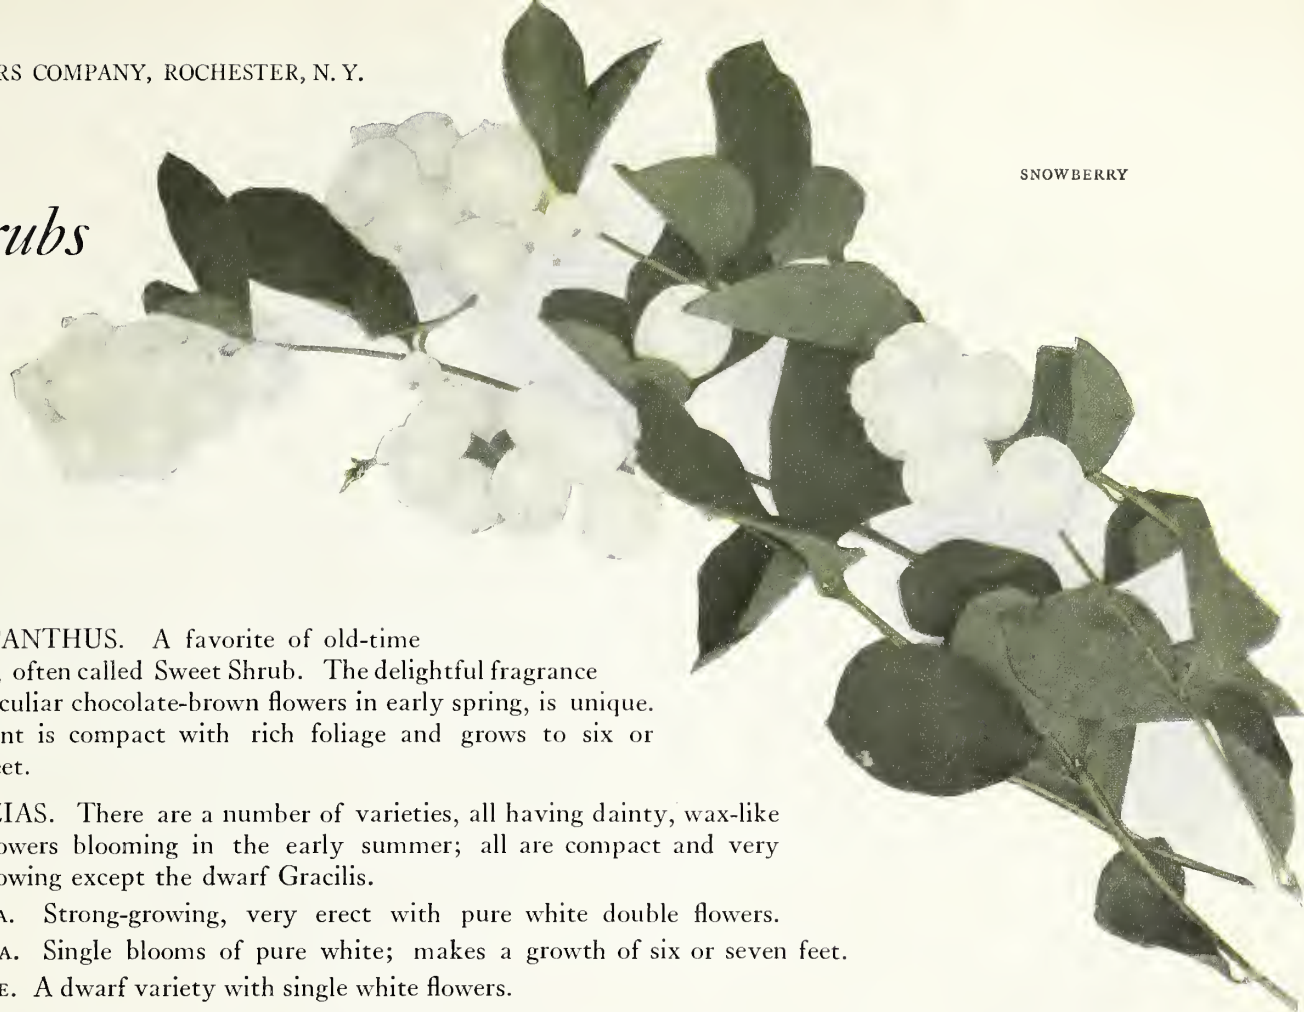 RS COMPANY, ROCHESTER, N. Y.
SNOWBERRY
rubs
ANTHUS. A favorite of old-time
, often called Sweet Shrub. The delightful fragrance
culiar chocolate-brown flowers in early spring, is unique.
nt is compact with rich foliage and grows to six or
et.
IAS. There are a number of varieties, all having dainty, wax-like
owers blooming in the early summer; all are compact and very
owing except the dwarf Gracilis.
A. Strong-growing, very erect with pure white double flowers.
A. Single blooms of pure white; makes a growth of six or seven feet.
E. A dwarf variety with single white flowers.